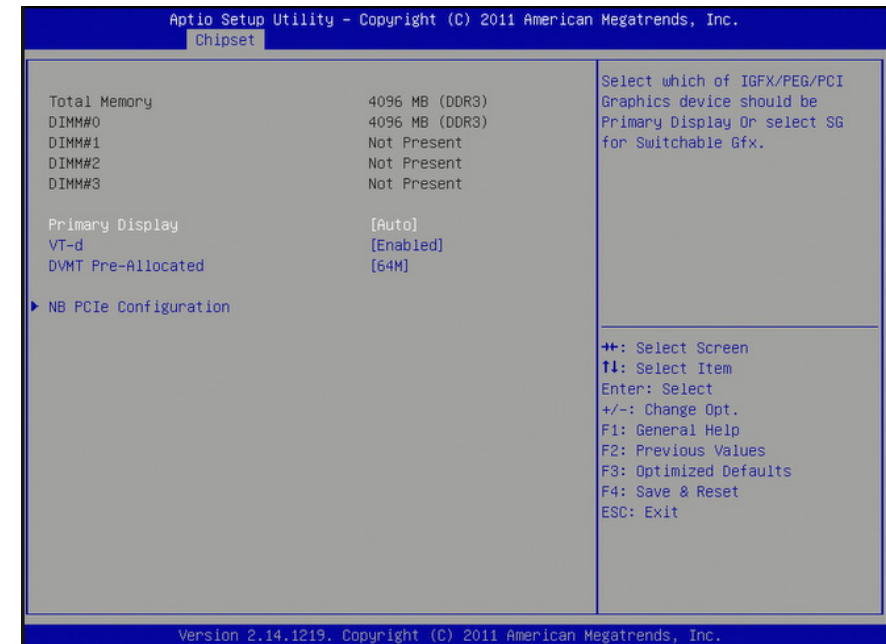 Aptio Setup Utility – Copyright (C) 2011 American Megatrends, Inc.
Chipset
Total Memory 4096 MB (DDR3)
DIMM#0 4096 MB (DDR3)
DIMM#1 Not Present
DIMM#2 Not Present
DIMM#3 Not Present
Primary Display [Auto]
VT-d [Enabled]
DVMT Pre-Allocated [64M]
NB PCIe Configuration
Select which of IGFX/PEG/PCI
Graphics device should be
Primary Display Or select SG
for Switchable Gfx.
→←: Select Screen
↑↓: Select Item
Enter: Select
+/-: Change Opt.
F1: General Help
F2: Previous Values
F3: Optimized Defaults
F4: Save & Reset
ESC: Exit
Version 2.14.1219. Copyright (C) 2011 American Megatrends, Inc.